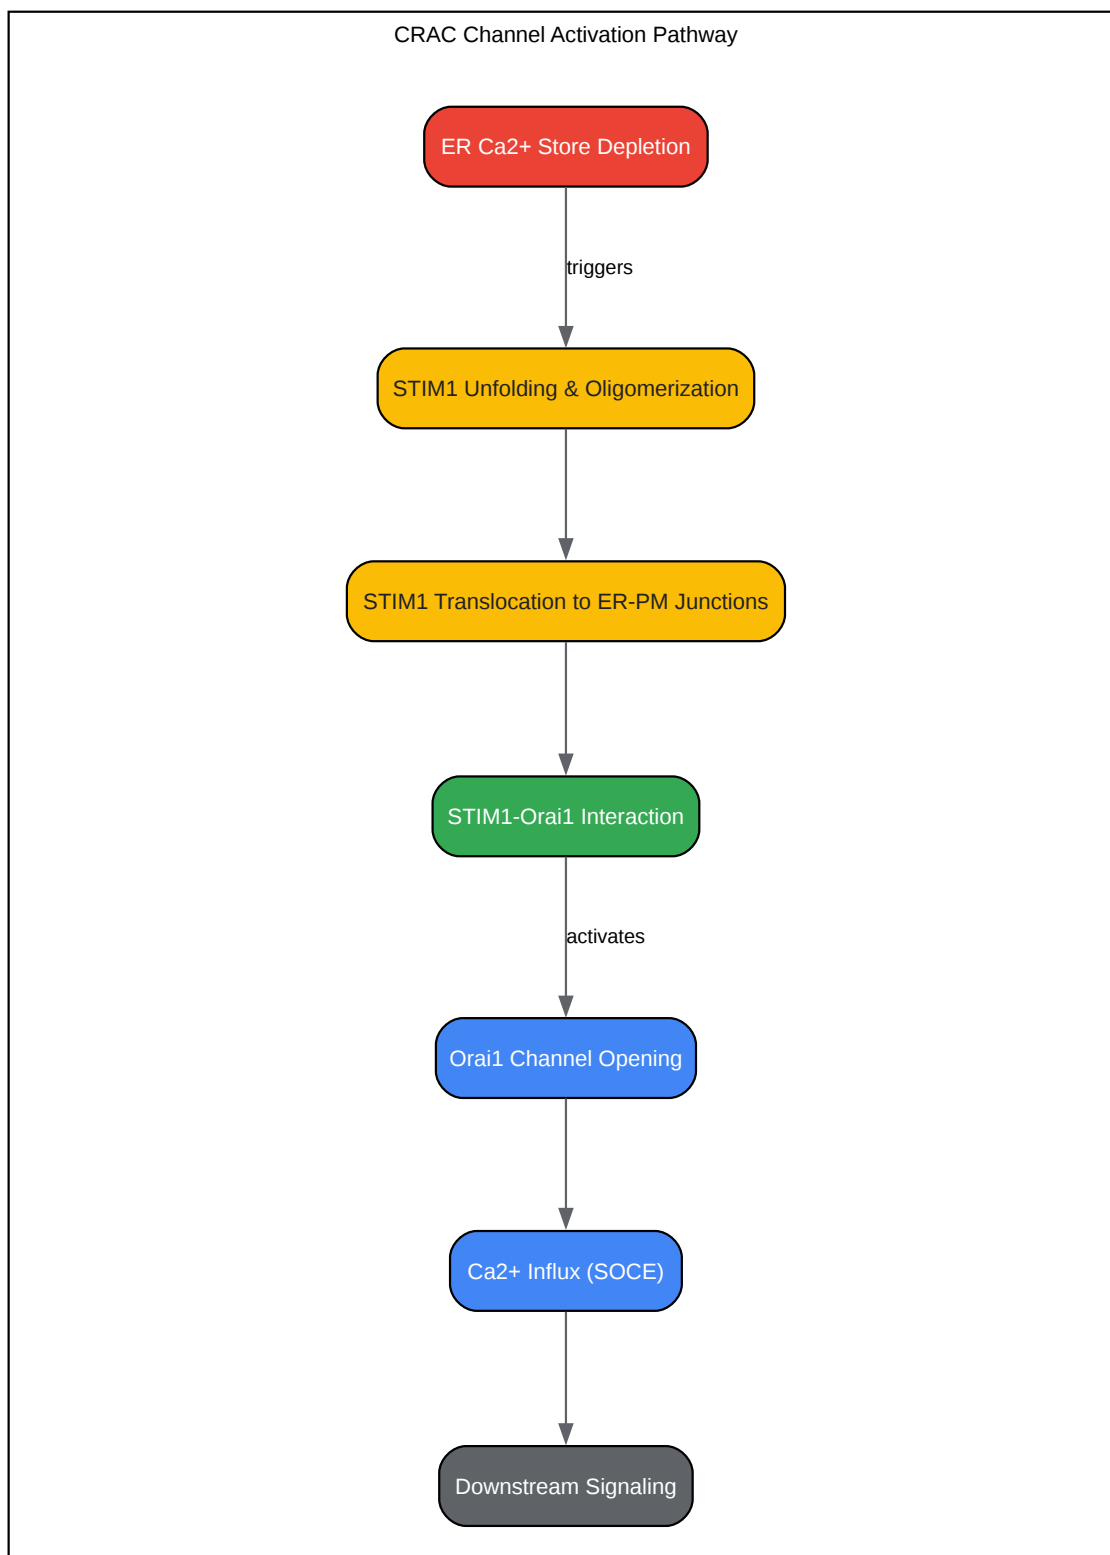 CRAC Channel Activation Pathway
ER Ca2+ Store Depletion
triggers
STIM1 Unfolding & Oligomerization
STIM1 Translocation to ER-PM Junctions
STIM1-Orai1 Interaction
activates
Orai1 Channel Opening
Ca2+ Influx (SOCE)
Downstream Signaling